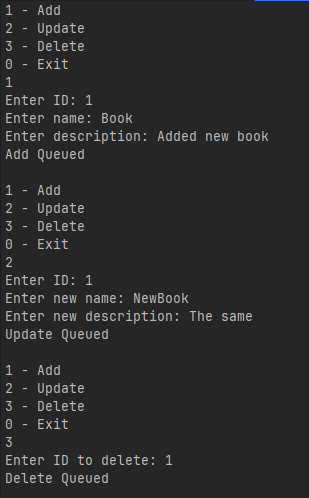 1 - Add
2 - Update
3 - Delete
0 - Exit
1
Enter ID: 1
Enter name: Book
Enter description: Added new book
Add Queued
1 - Add
2 - Update
3 - Delete
0 - Exit
2
Enter ID: 1
Enter new name: NewBook
Enter new description: The same
Update Queued
1 - Add
2 - Update
3 - Delete
0 - Exit
3
Enter ID to delete: 1
Delete Queued